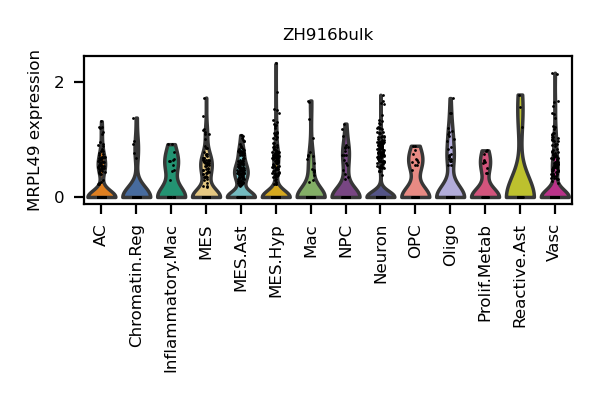 ZH916bulk
MRPL49 expression
2
0
AC
Chromatin.Reg
Inflammatory.Mac
MES
MES.Ast
MES.Hyp
Mac
NPC
Neuron
OPC
Oligo
Prolif.Metab
Reactive.Ast
Vasc